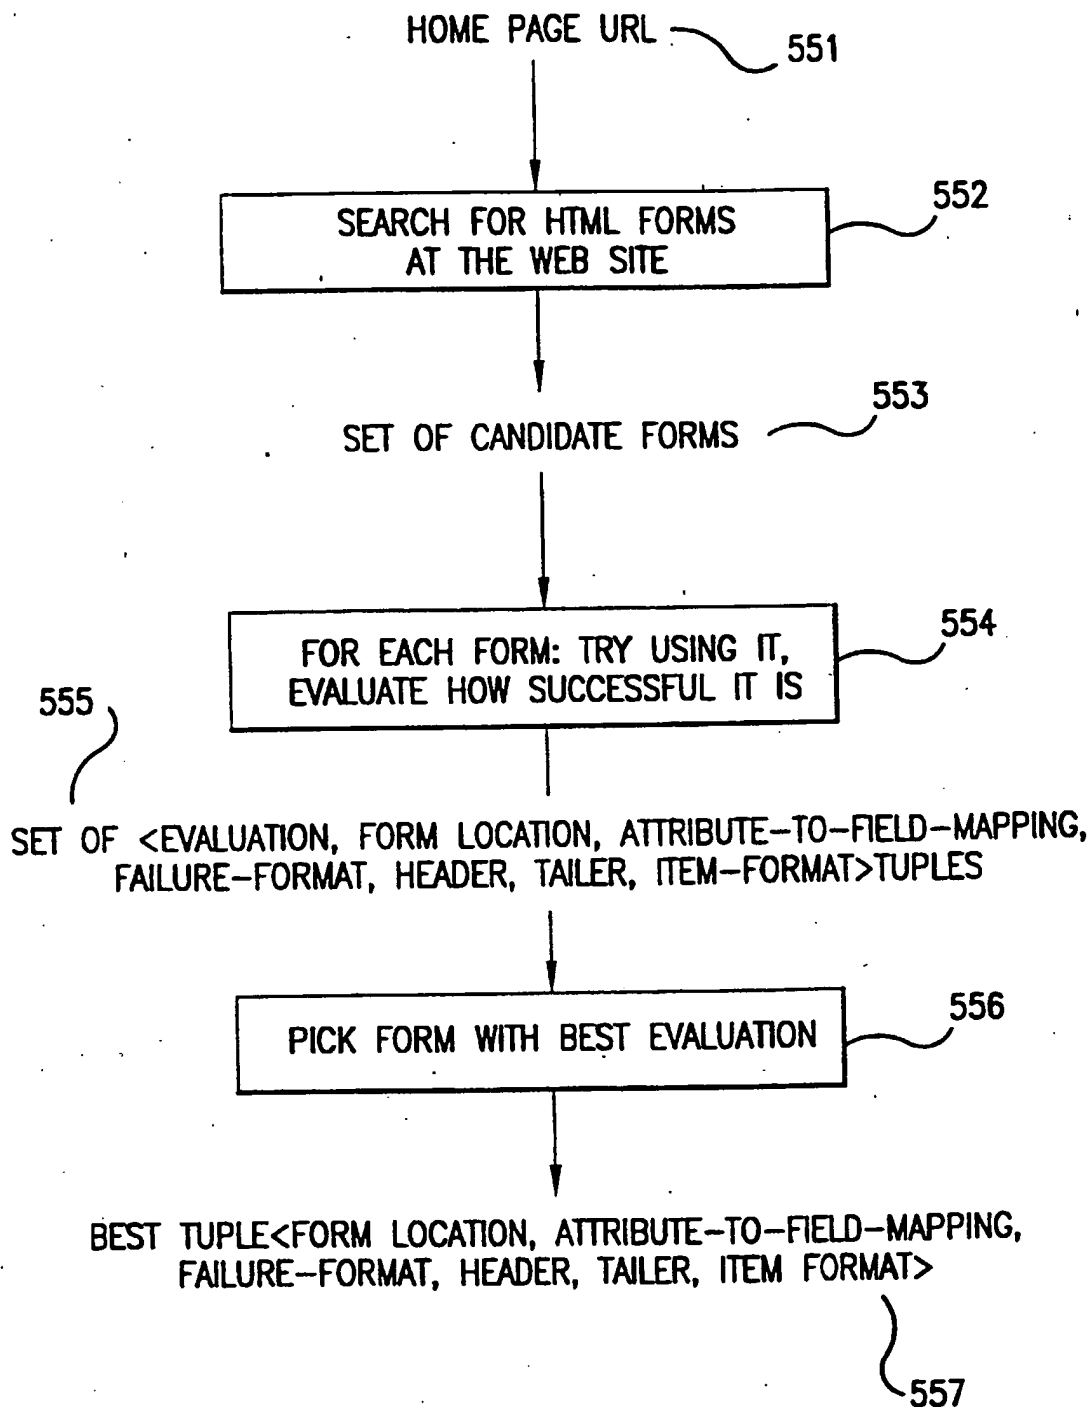 HOME PAGE URL
551
SEARCH FOR HTML FORMS
AT THE WEB SITE
552
SET OF CANDIDATE FORMS
553
FOR EACH FORM: TRY USING IT,
EVALUATE HOW SUCCESSFUL IT IS
554
555
SET OF <EVALUATION, FORM LOCATION, ATTRIBUTE-TO-FIELD-MAPPING,
FAILURE-FORMAT, HEADER, TAILER, ITEM-FORMAT>TUPLES
PICK FORM WITH BEST EVALUATION
556
BEST TUPLE<FORM LOCATION, ATTRIBUTE-TO-FIELD-MAPPING,
FAILURE-FORMAT, HEADER, TAILER, ITEM FORMAT>
557